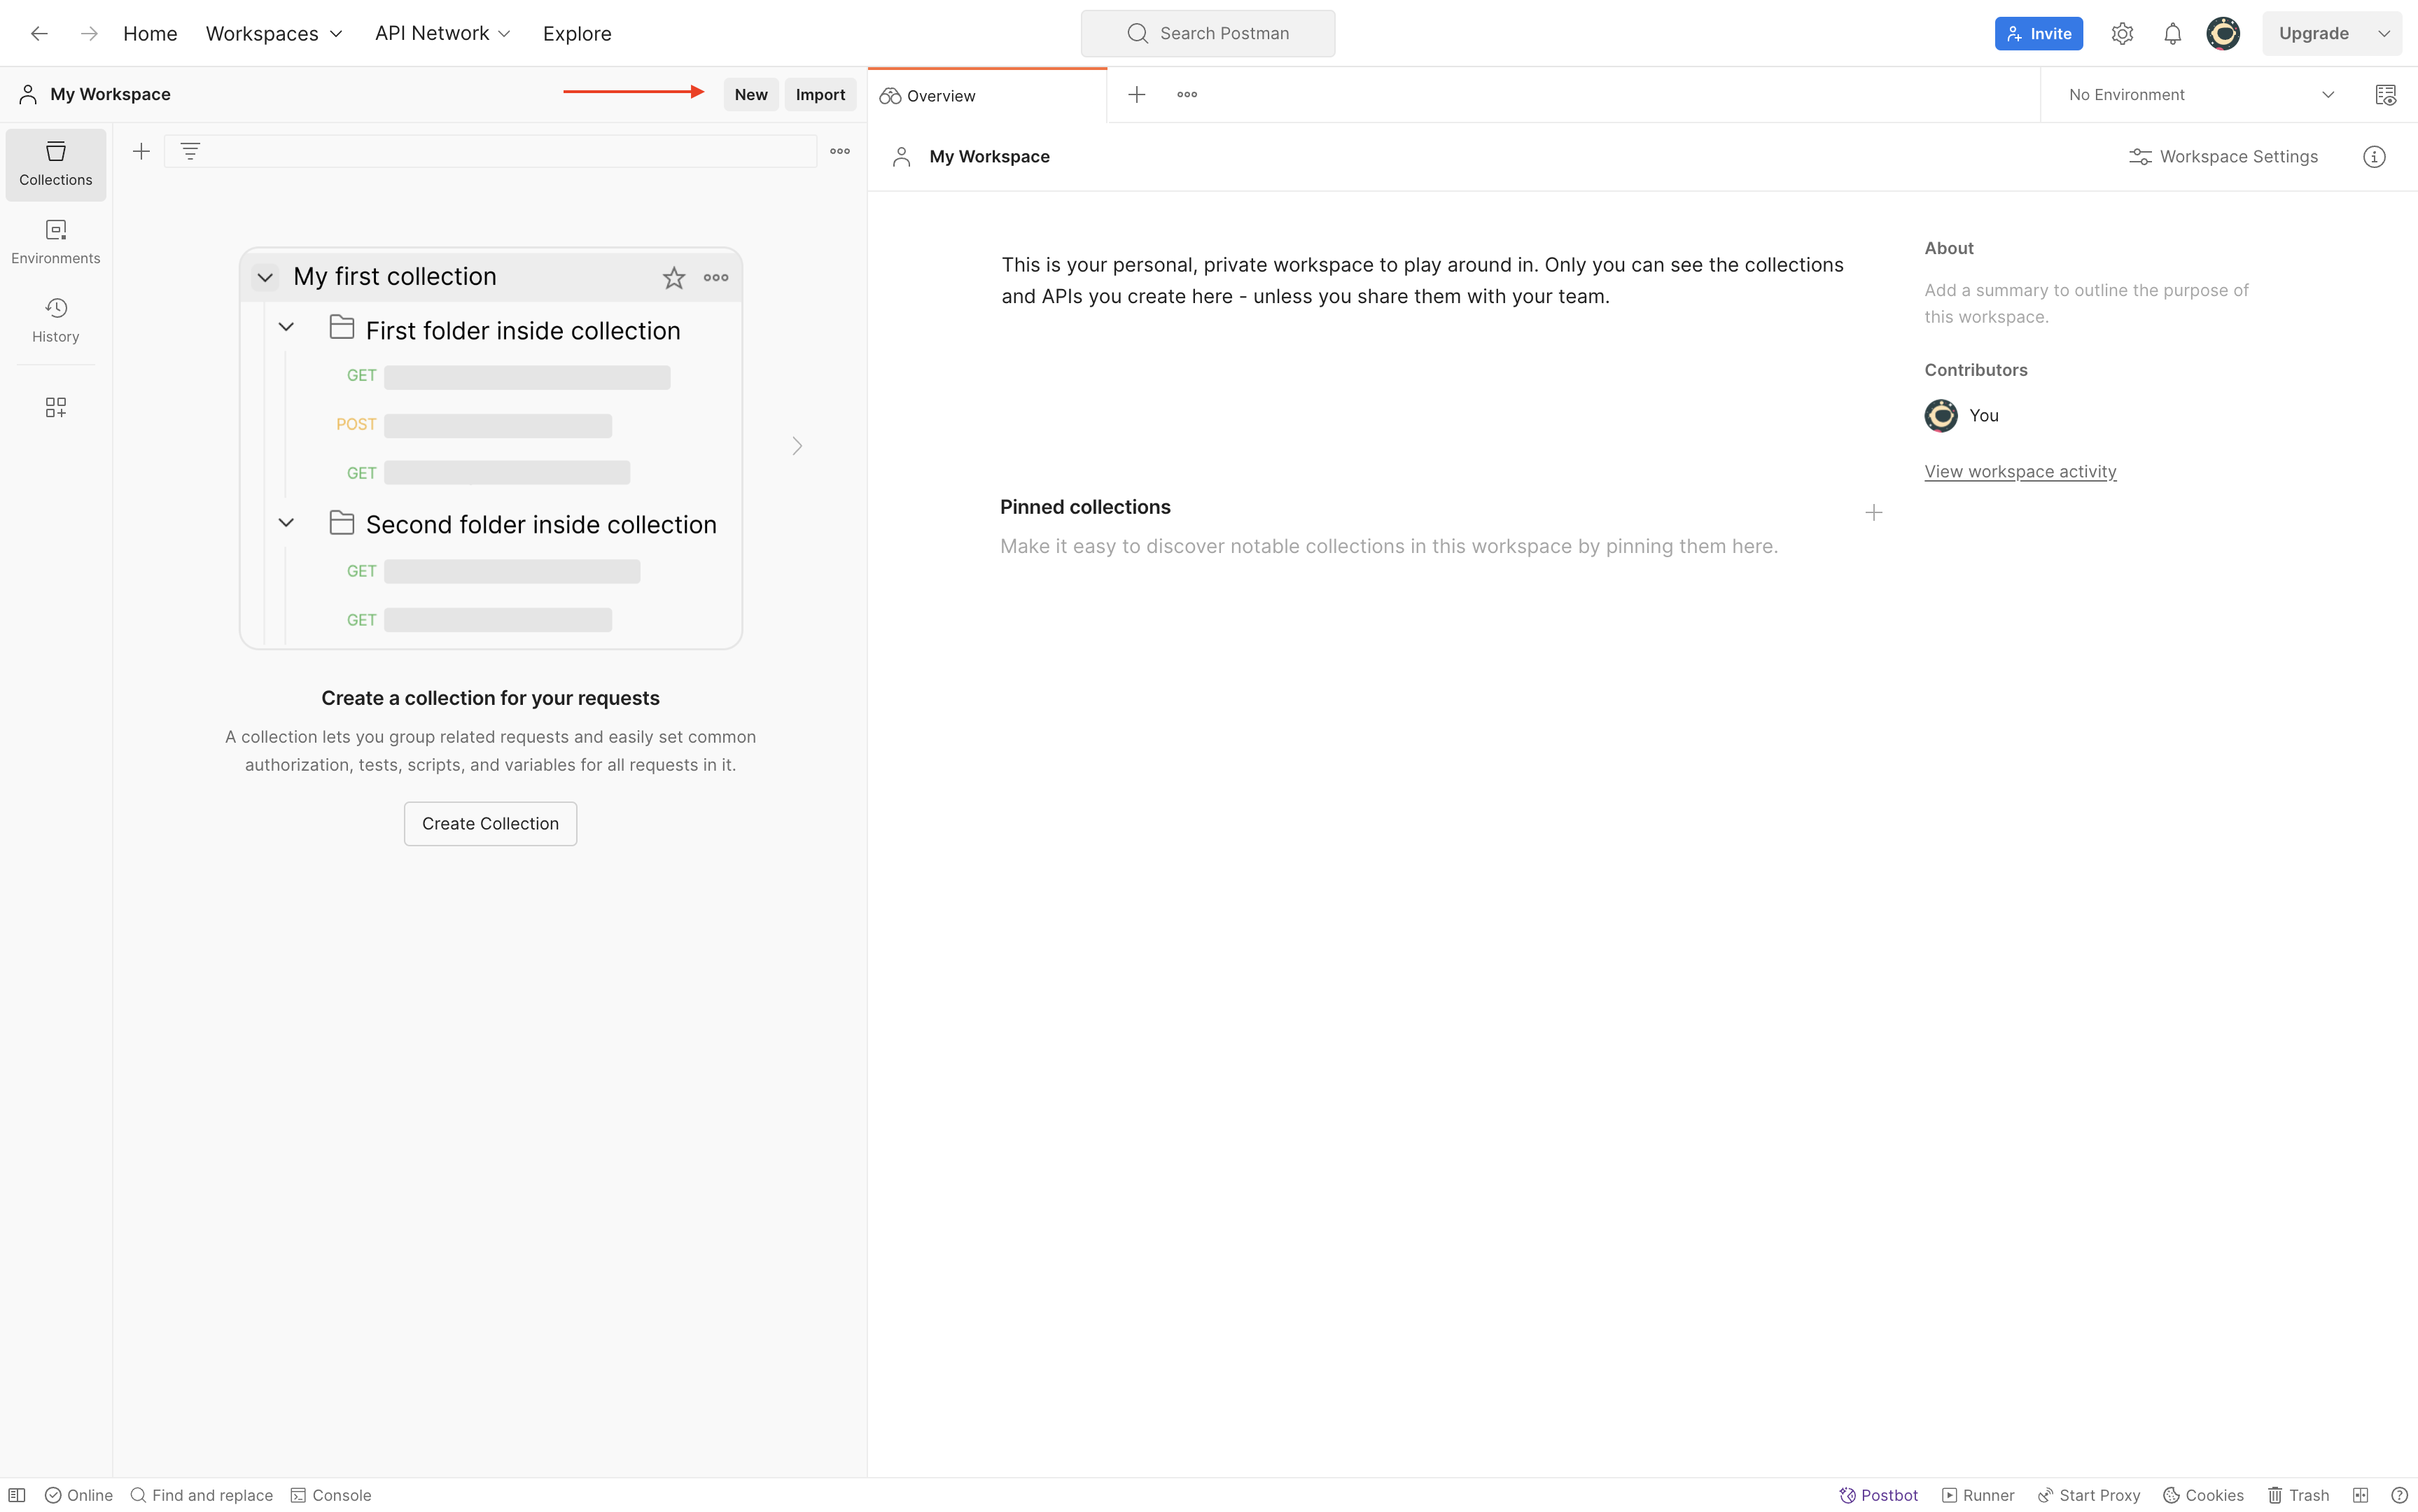 Home Workspaces API Network Explore Search Postman Invite Upgrade
My Workspace New Import
Overview No Environment
Collections
Environments
History
My first collection
First folder inside collection
GET
POST
GET
Second folder inside collection
GET
GET
Create a collection for your requests
A collection lets you group related requests and easily set common
authorization, tests, scripts, and variables for all requests in it.
Create Collection
My Workspace Workspace Settings
This is your personal, private workspace to play around in. Only you can see the collections
and APIs you create here - unless you share them with your team.
Pinned collections
Make it easy to discover notable collections in this workspace by pinning them here.
About
Add a summary to outline the purpose of
this workspace.
Contributors
You
View workspace activity
Online Find and replace Console Postbot Runner Start Proxy Cookies Trash